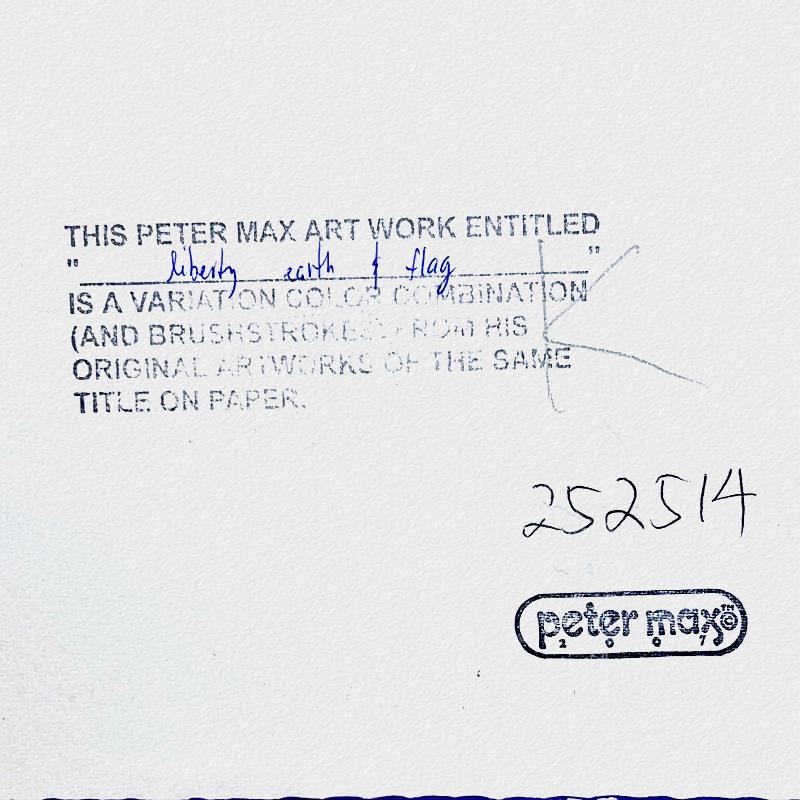 THIS PETER MAX ART WORK ENTITLED
" liberty earth & flag "
IS A VARIATION COLOR COMBINATION
(AND BRUSHSTROKES) FROM HIS
ORIGINAL ARTWORKS OF THE SAME
TITLE ON PAPER.
K
252514
peter max™©
2 0 0 7